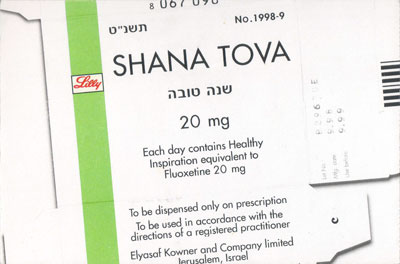 תשנ"ט
No.1998-9
SHANA TOVA
Lilly
שנה טובה
20 mg
Each day contains Healthy
Inspiration equivalent to
Fluoxetine 20 mg
To be dispensed only on prescription
To be used in accordance with the
directions of a registered practitioner
Elyasaf Kowner and Company limited
Jerusalem, Israel